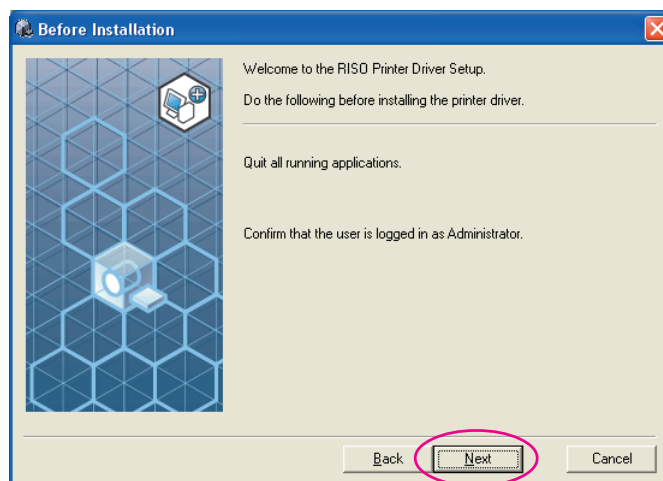 Before Installation
Welcome to the RISO Printer Driver Setup.
Do the following before installing the printer driver.
Quit all running applications.
Confirm that the user is logged in as Administrator.
Back
Next
Cancel